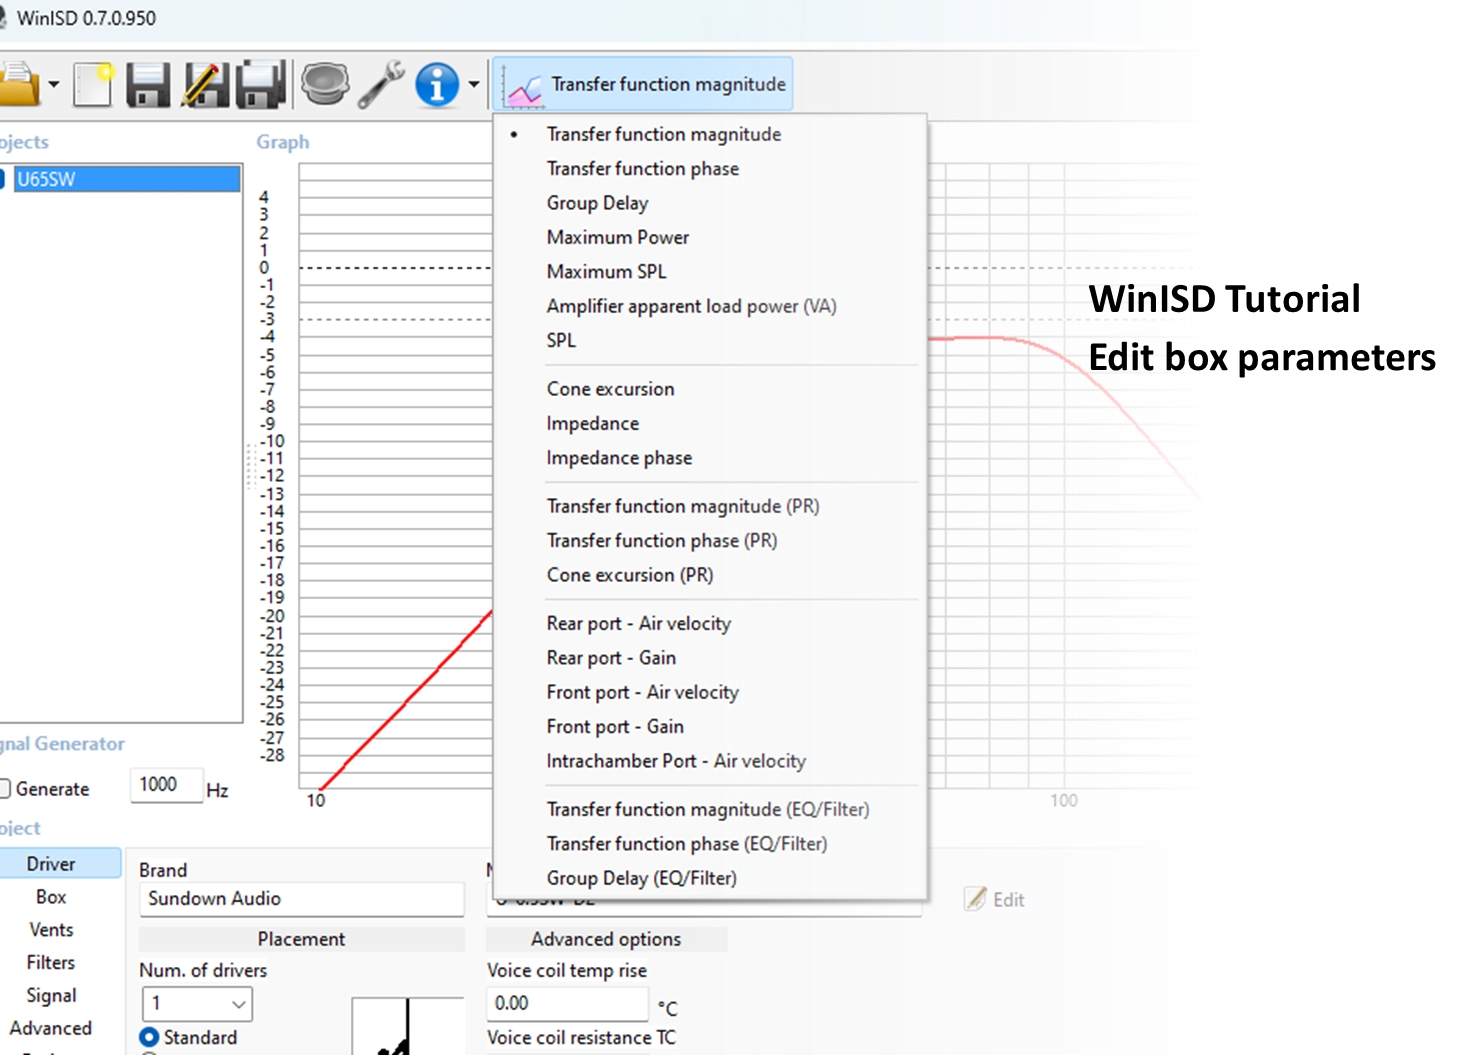 WinISD 0.7.0.950
Transfer function magnitude
ojects
Graph
U65SW
4
3
2
1
0
-1
-2
-3
-4
-5
-6
-7
-8
-9
-10
-11
-12
-13
-14
-15
-16
-17
-18
-19
-20
-21
-22
-23
-24
-25
-26
-27
-28
10
100
Transfer function magnitude
Transfer function phase
Group Delay
Maximum Power
Maximum SPL
Amplifier apparent load power (VA)
SPL
Cone excursion
Impedance
Impedance phase
Transfer function magnitude (PR)
Transfer function phase (PR)
Cone excursion (PR)
Rear port - Air velocity
Rear port - Gain
Front port - Air velocity
Front port - Gain
Intrachamber Port - Air velocity
Transfer function magnitude (EQ/Filter)
Transfer function phase (EQ/Filter)
Group Delay (EQ/Filter)
WinISD Tutorial
Edit box parameters
gnal Generator
Generate
1000 Hz
oject
Driver
Box
Vents
Filters
Signal
Advanced
Brand
Sundown Audio
Edit
Placement
Advanced options
Num. of drivers
1
Standard
Voice coil temp rise
0.00 °C
Voice coil resistance TC